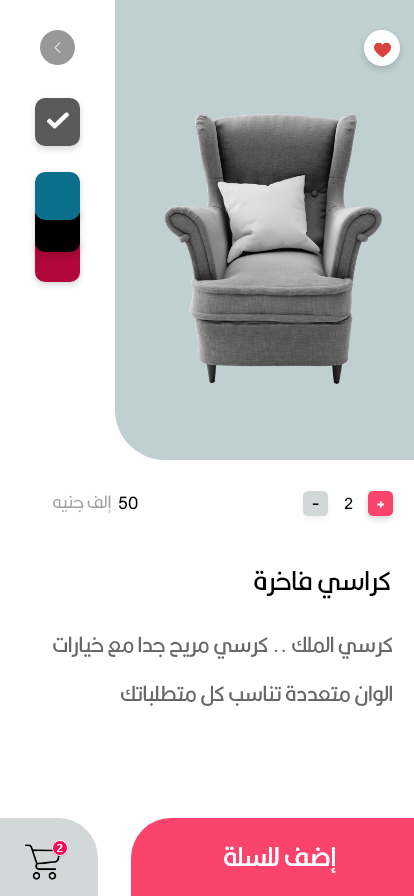 + 2 - 50 إلف جنيه
كراسي فاخرة
كرسي الملك .. كرسي مريح جدا مع خيارات
الوان متعددة تناسب كل متطلباتك
إضف للسلة
2